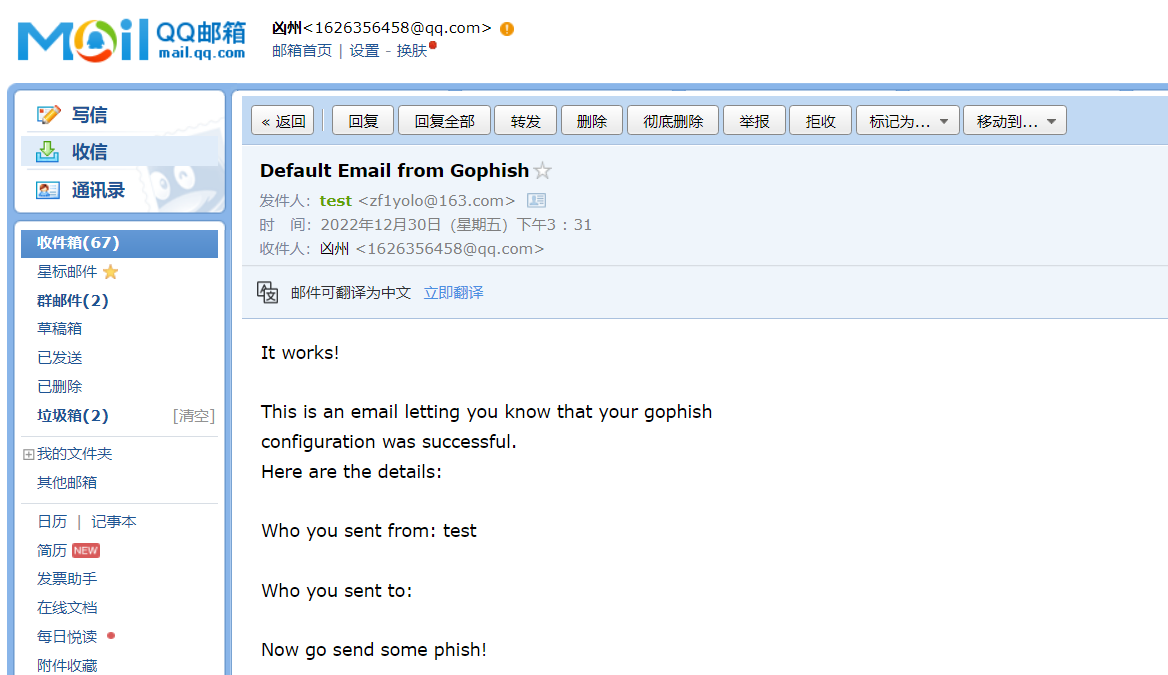 Mail QQ邮箱
mail.qq.com
凶州<1626356458@qq.com>
邮箱首页 | 设置 - 换肤
写信
收信
通讯录
收件箱(67)
星标邮件
群邮件(2)
草稿箱
已发送
已删除
垃圾箱(2) [清空]
我的文件夹
其他邮箱
日历 | 记事本
简历 NEW
发票助手
在线文档
每日悦读
附件收藏
« 返回 回复 回复全部 转发 删除 彻底删除 举报 拒收 标记为... 移动到...
Default Email from Gophish
发件人: test <zf1yolo@163.com>
时 间: 2022年12月30日 (星期五) 下午3 : 31
收件人: 凶州 <1626356458@qq.com>
邮件可翻译为中文 立即翻译
It works!
This is an email letting you know that your gophish
configuration was successful.
Here are the details:
Who you sent from: test
Who you sent to:
Now go send some phish!